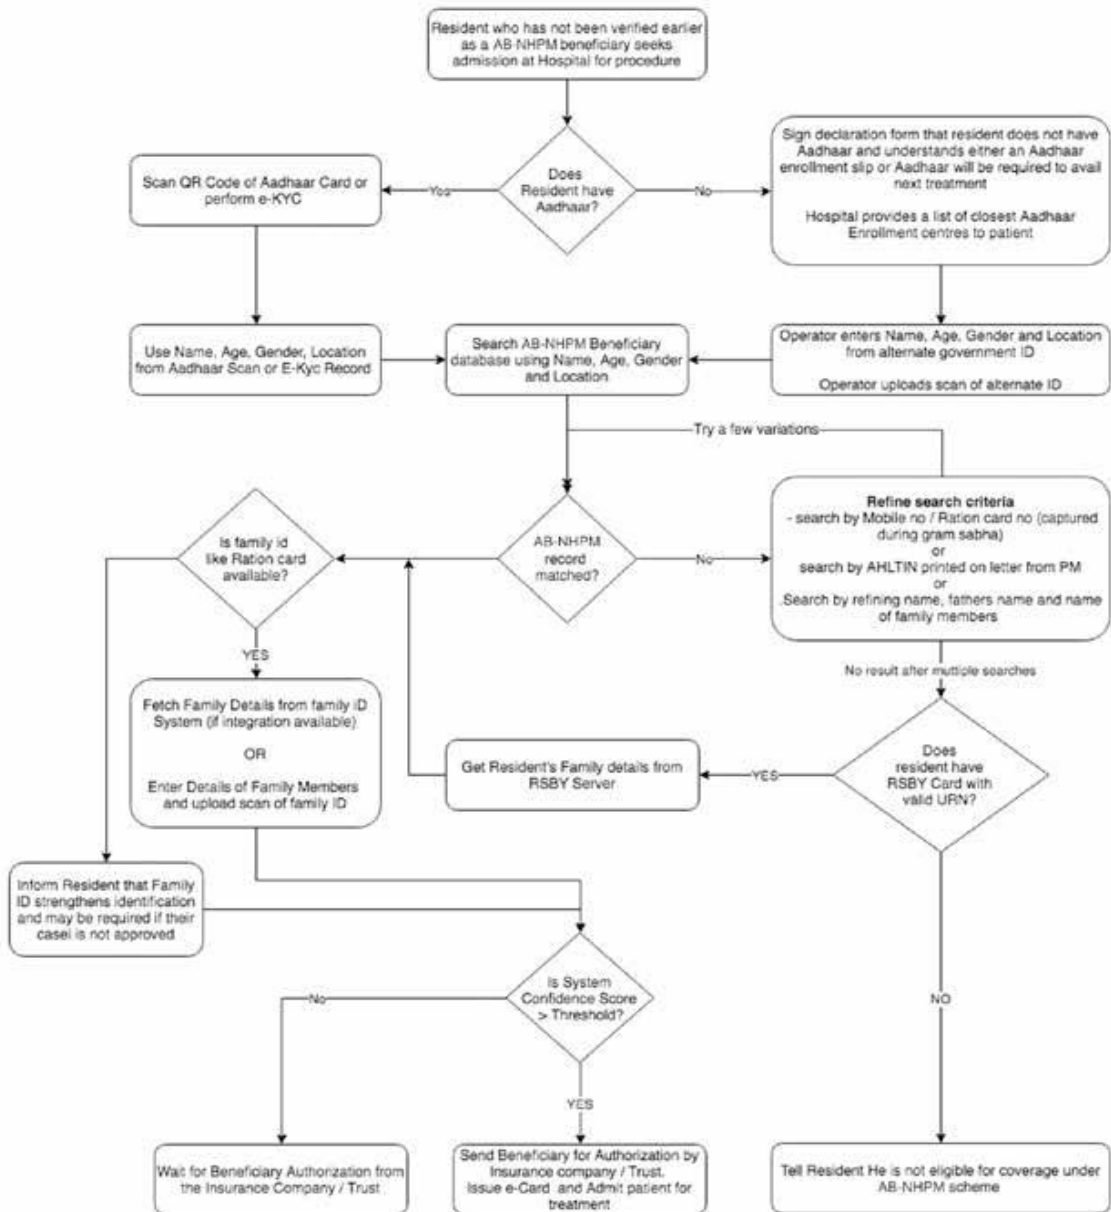 Resident who has not been verified earlier
as a AB-NHPM beneficiary seeks
admission at Hospital for procedure
Does
Resident have
Aadhaar?
Yes
No
Scan QR Code of Aadhaar Card or
perform e-KYC
Sign declaration form that resident does not have
Aadhaar and understands either an Aadhaar
enrollment slip or Aadhaar will be required to avail
next treatment
Hospital provides a list of closest Aadhaar
Enrollment centres to patient
Use Name, Age, Gender, Location
from Aadhaar Scan or E-Kyc Record
Search AB-NHPM Beneficiary
database using Name, Age, Gender
and Location
Operator enters Name, Age, Gender and Location
from alternate government ID
Operator uploads scan of alternate ID
Try a few variations
Is family id
like Ration card
available?
AB-NHPM
record
matched?
No
Refine search criteria
- search by Mobile no / Ration card no (captured
during gram sabha)
or
search by AHLTIN printed on letter from PM
or
.Search by refining name, fathers name and name
of family members
YES
No result after multiple searches
Fetch Family Details from family ID
System (if integration available)
OR
Enter Details of Family Members
and upload scan of family ID
Get Resident's Family details from
RSBY Server
YES
Does
resident have
RSBY Card with
valid URN?
Inform Resident that Family
ID strengthens identification
and may be required if their
casei is not approved
Is System
Confidence Score
> Threshold?
No
YES
NO
Wait for Beneficiary Authorization from
the Insurance Company / Trust
Send Beneficiary for Authorization by
Insurance company / Trust.
Issue e-Card and Admit patient for
treatment
Tell Resident He is not eligible for coverage under
AB-NHPM scheme